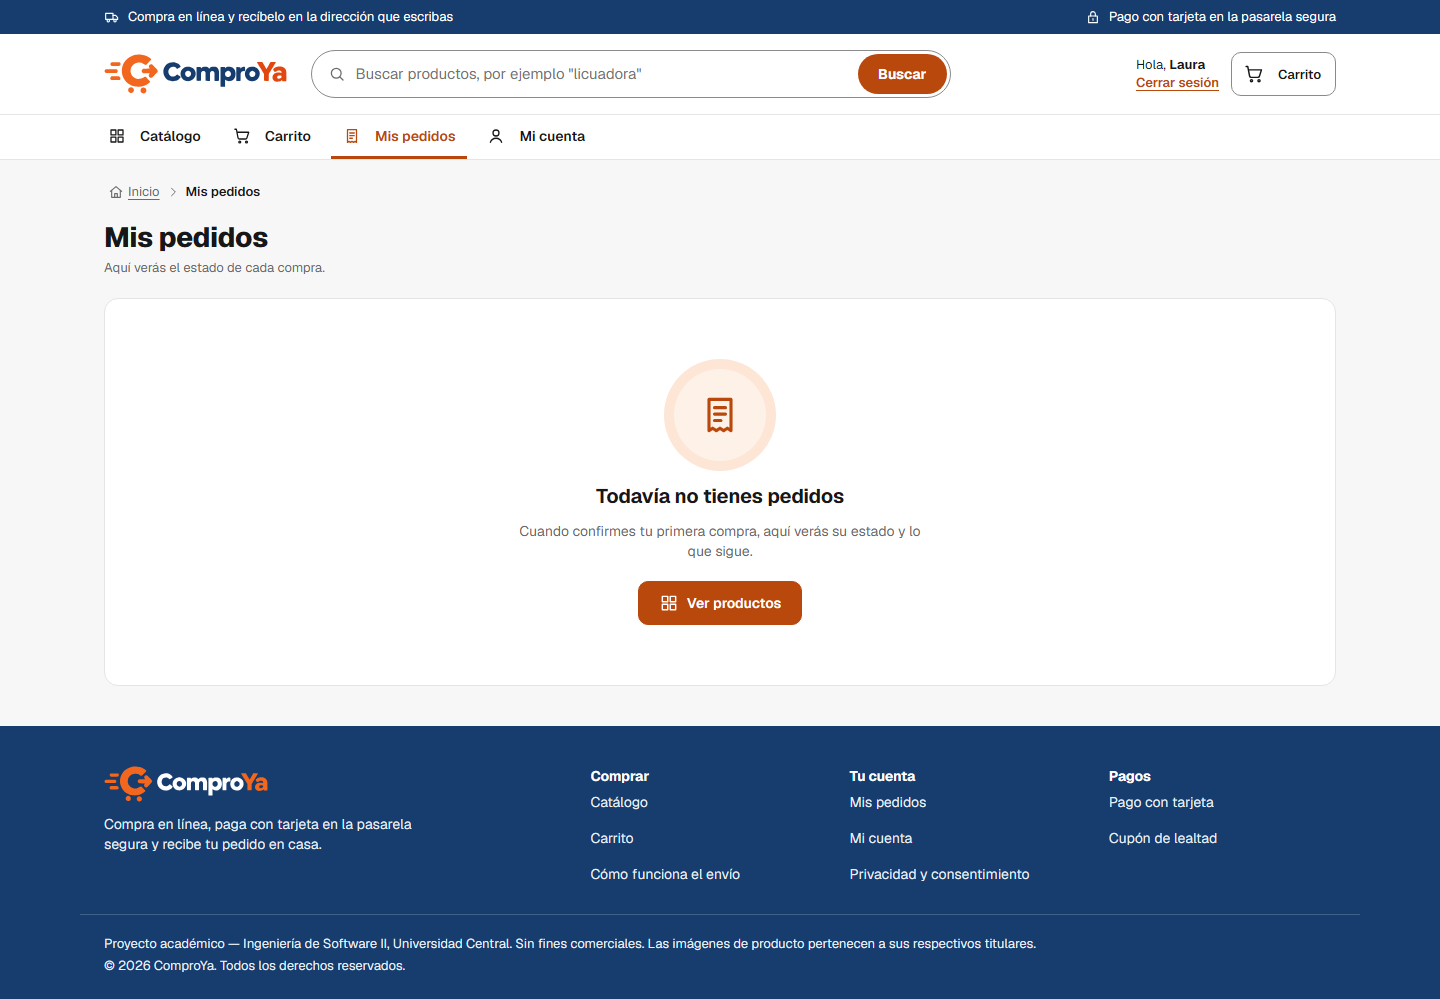 Compra en línea y recíbelo en la dirección que escribas
Pago con tarjeta en la pasarela segura
ComproYa
Buscar productos, por ejemplo "licuadora"
Buscar
Hola, Laura
Cerrar sesión
Carrito
Catálogo
Carrito
Mis pedidos
Mi cuenta
Inicio
Mis pedidos
Mis pedidos
Aquí verás el estado de cada compra.
Todavía no tienes pedidos
Cuando confirmes tu primera compra, aquí verás su estado y lo
que sigue.
Ver productos
ComproYa
Compra en línea, paga con tarjeta en la pasarela
segura y recibe tu pedido en casa.
Comprar
Catálogo
Carrito
Cómo funciona el envío
Tu cuenta
Mis pedidos
Mi cuenta
Privacidad y consentimiento
Pagos
Pago con tarjeta
Cupón de lealtad
Proyecto académico — Ingeniería de Software II, Universidad Central. Sin fines comerciales. Las imágenes de producto pertenecen a sus respectivos titulares.
© 2026 ComproYa. Todos los derechos reservados.